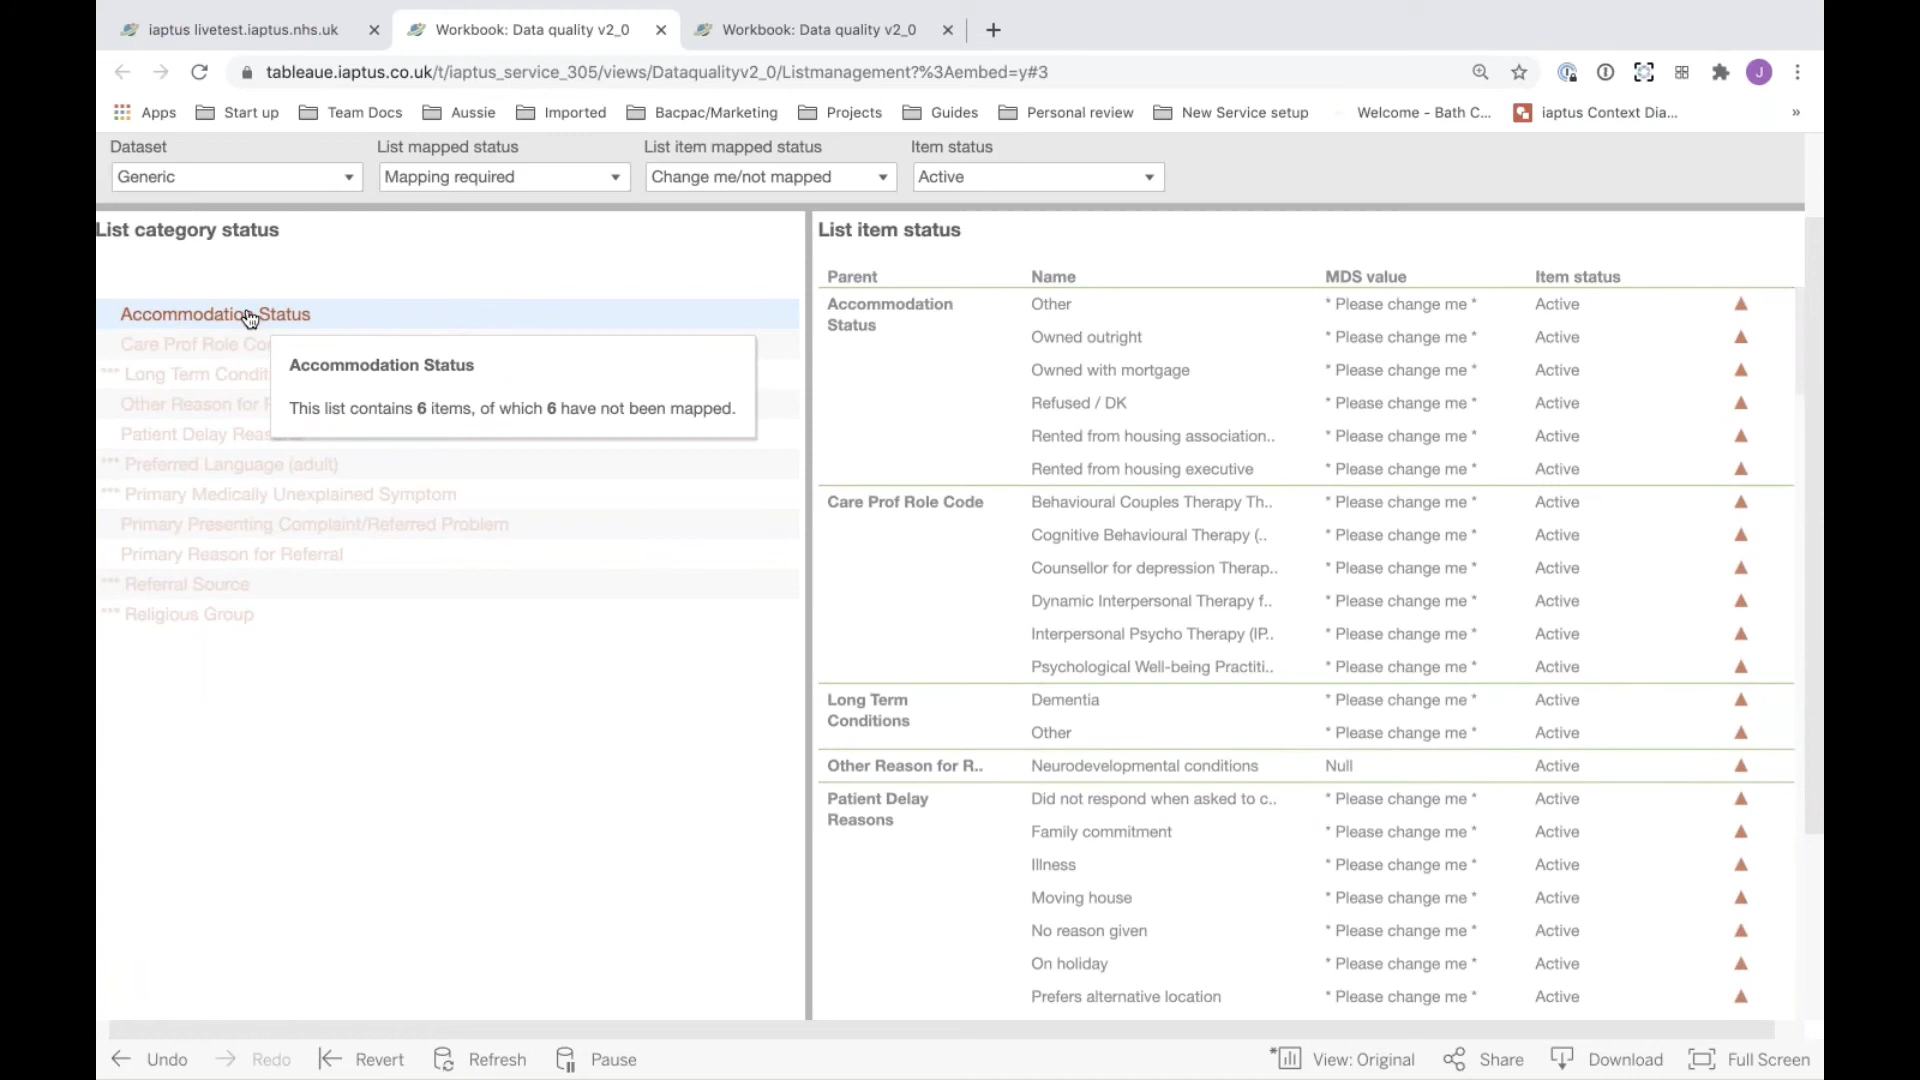 iaptus livetest.iaptus.nhs.uk
Workbook: Data quality v2_0
Workbook: Data quality v2_0
tableaue.iaptus.co.uk/t/iaptus_service_305/views/Dataqualityv2_0/Listmanagement?%3Aembed=y#3
J
Apps
Start up
Team Docs
Aussie
Imported
Bacpac/Marketing
Projects
Guides
Personal review
New Service setup
Welcome - Bath C...
iaptus Context Dia...
»
Dataset
List mapped status
List item mapped status
Item status
Generic
Mapping required
Change me/not mapped
Active
List category status
Accommodation Status
Care Prof Role Co
*** Long Term Condit
Other Reason for
Patient Delay Reas
*** Preferred Language (adult)
*** Primary Medically Unexplained Symptom
Primary Presenting Complaint/Referred Problem
Primary Reason for Referral
*** Referral Source
*** Religious Group
Accommodation Status
This list contains 6 items, of which 6 have not been mapped.
List item status
Parent Name MDS value Item status
Accommodation Status Other * Please change me * Active
Owned outright * Please change me * Active
Owned with mortgage * Please change me * Active
Refused / DK * Please change me * Active
Rented from housing association.. * Please change me * Active
Rented from housing executive * Please change me * Active
Care Prof Role Code Behavioural Couples Therapy Th.. * Please change me * Active
Cognitive Behavioural Therapy (.. * Please change me * Active
Counsellor for depression Therap.. * Please change me * Active
Dynamic Interpersonal Therapy f.. * Please change me * Active
Interpersonal Psycho Therapy (IP.. * Please change me * Active
Psychological Well-being Practiti.. * Please change me * Active
Long Term Conditions Dementia * Please change me * Active
Other * Please change me * Active
Other Reason for R.. Neurodevelopmental conditions Null Active
Patient Delay Reasons Did not respond when asked to c.. * Please change me * Active
Family commitment * Please change me * Active
Illness * Please change me * Active
Moving house * Please change me * Active
No reason given * Please change me * Active
On holiday * Please change me * Active
Prefers alternative location * Please change me * Active
Undo
Redo
Revert
Refresh
Pause
View: Original
Share
Download
Full Screen